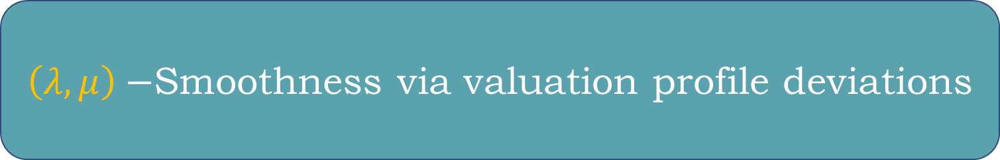 (λ, μ) −Smoothness via valuation profile deviations